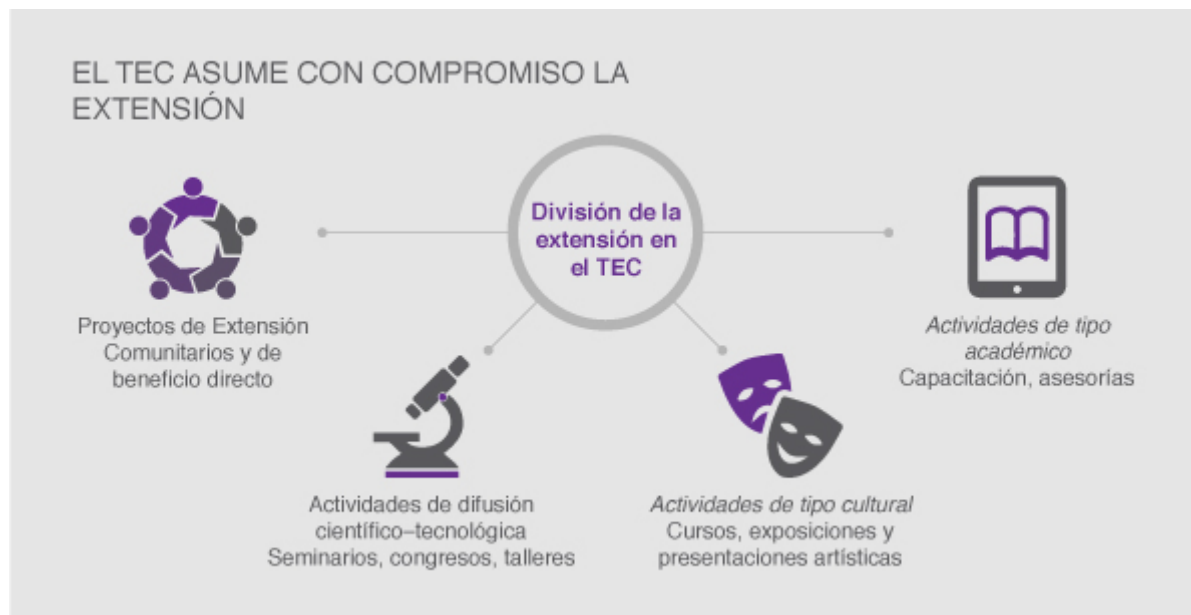 EL TEC ASUME CON COMPROMISO LA
EXTENSIÓN
División de la
extensión en
el TEC
Proyectos de Extensión
Comunitarios y de
beneficio directo
Actividades de difusión
científico–tecnológica
Seminarios, congresos, talleres
Actividades de tipo cultural
Cursos, exposiciones y
presentaciones artísticas
Actividades de tipo
académico
Capacitación, asesorías